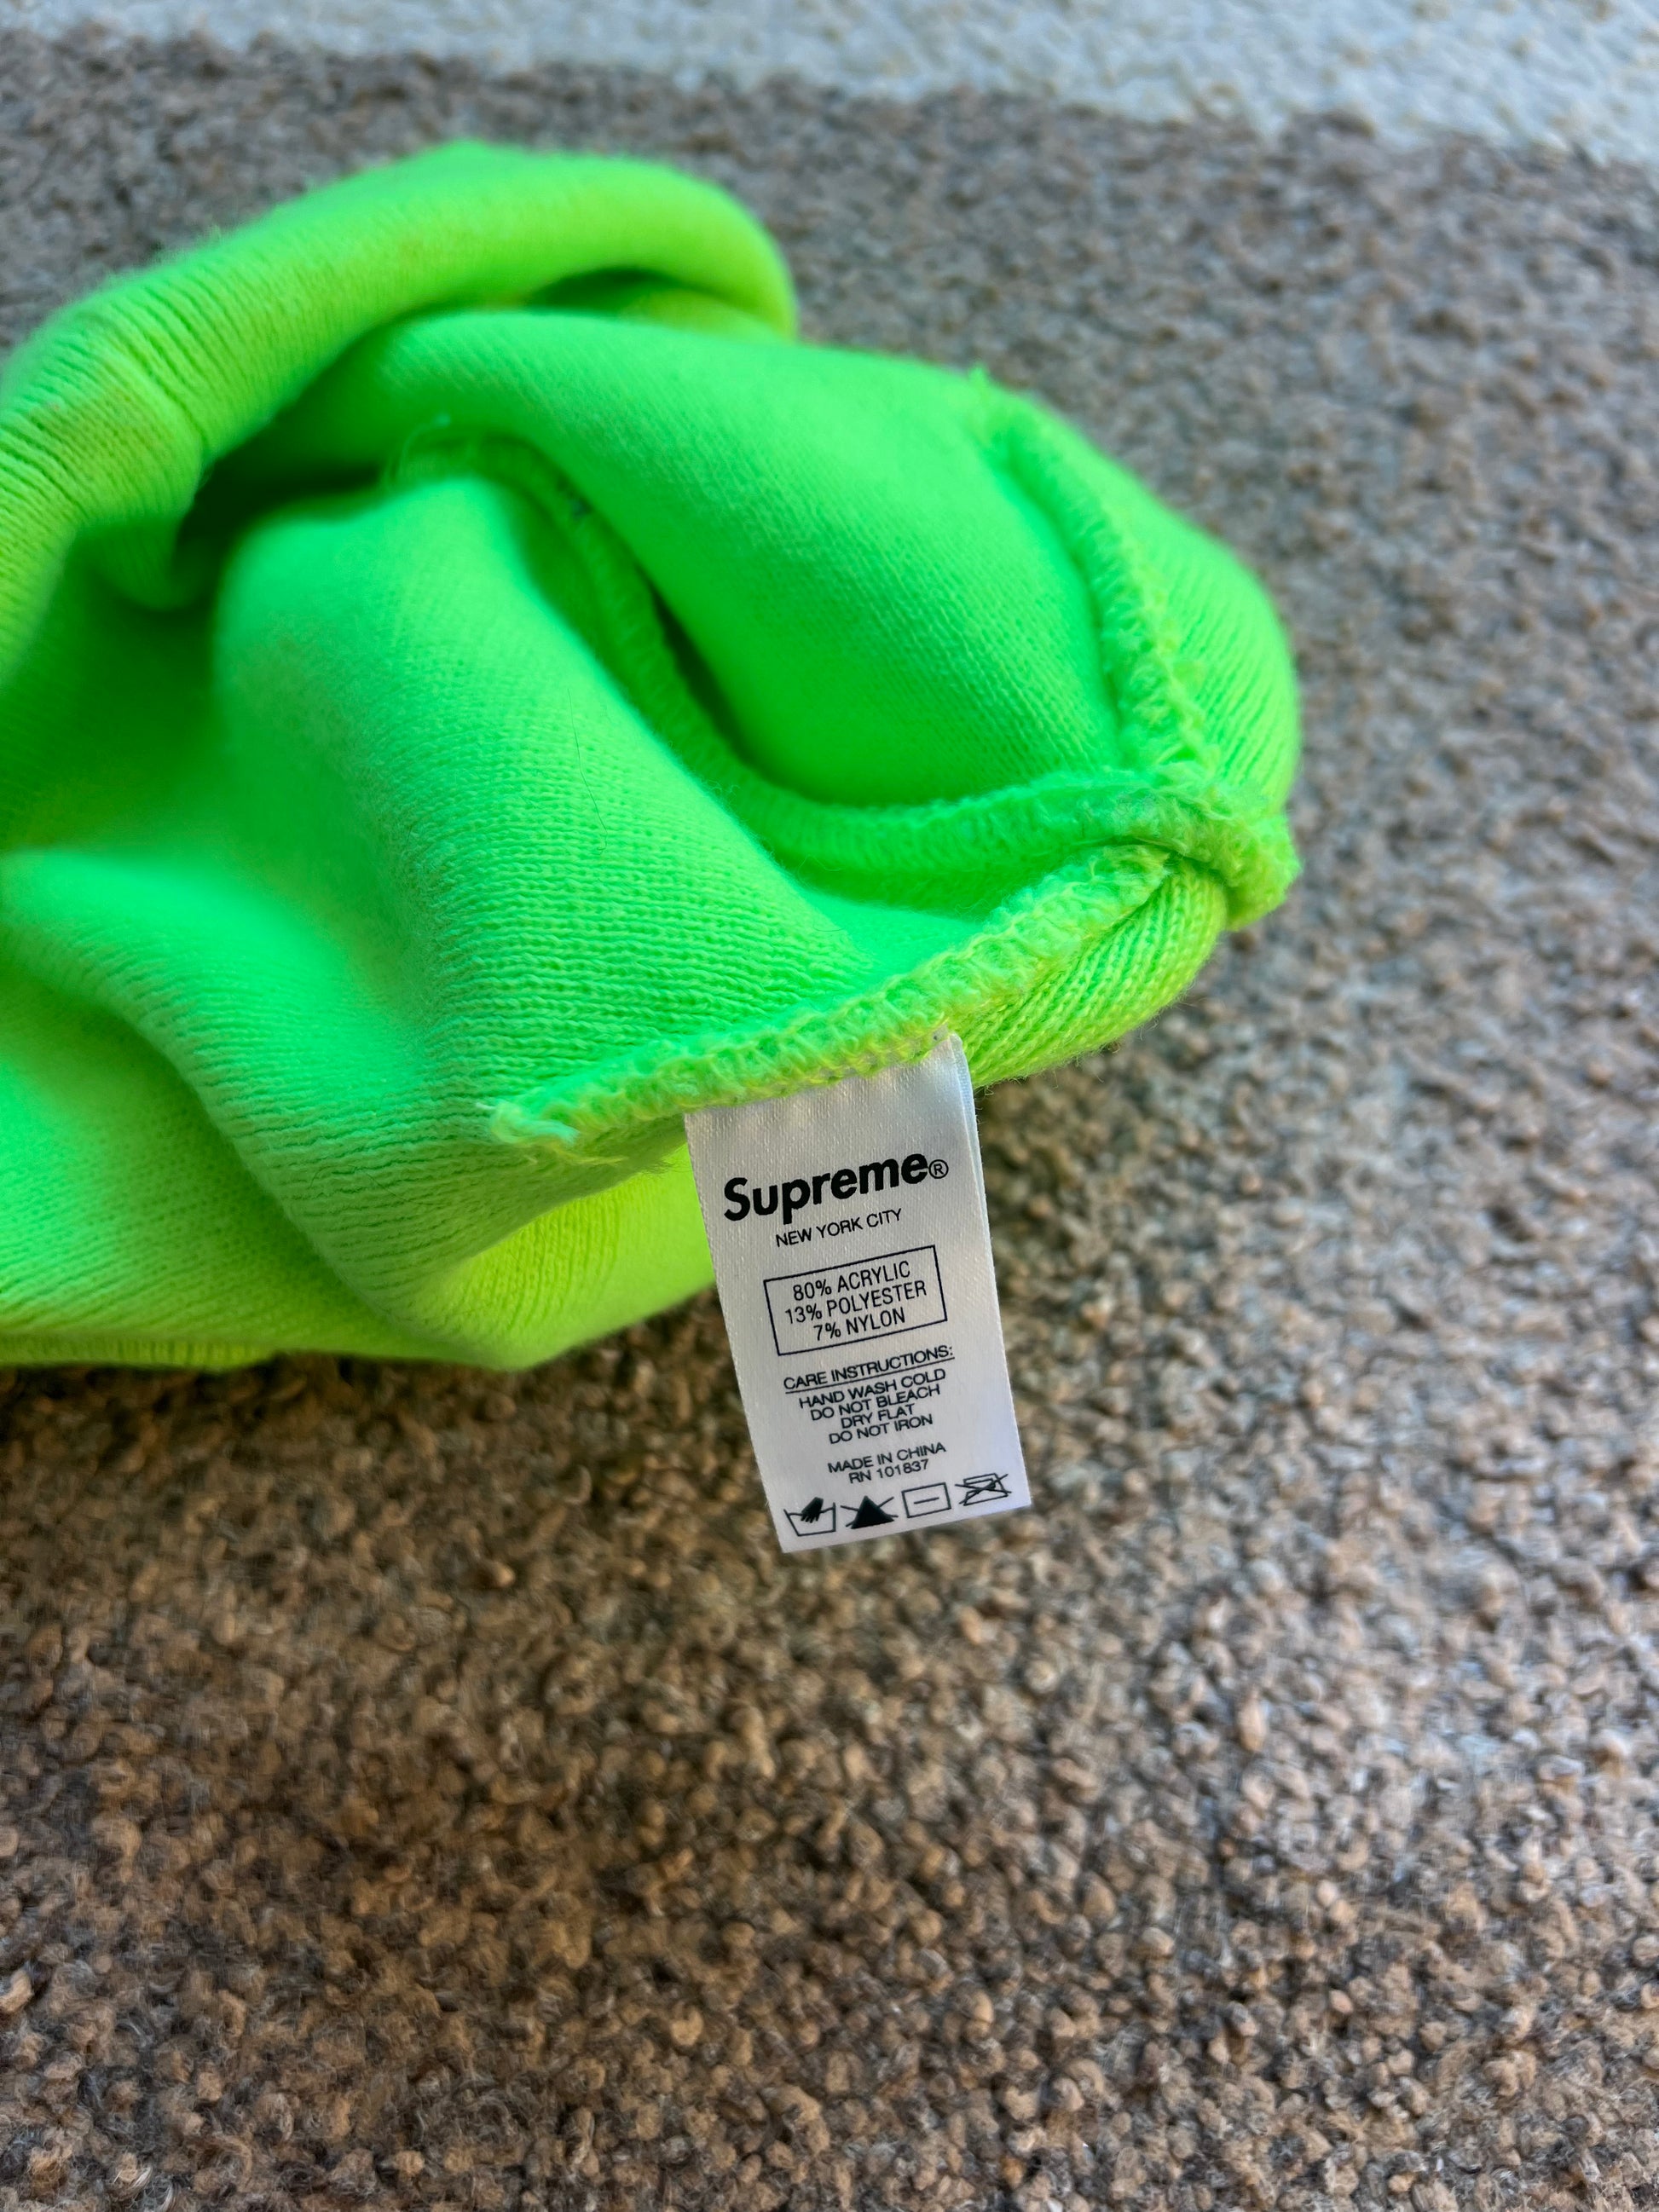 Supreme®
NEW YORK CITY
80% ACRYLIC
13% POLYESTER
7% NYLON
CARE INSTRUCTIONS:
HAND WASH COLD
DO NOT BLEACH
DRY FLAT
DO NOT IRON
MADE IN CHINA
RN 101837